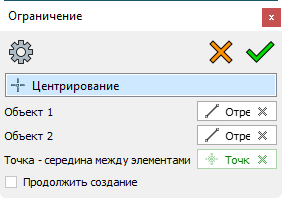 Ограничение
Центрирование
Объект 1 Отре
Объект 2 Отре
Точка - середина между элементами Точк
Продолжить создание